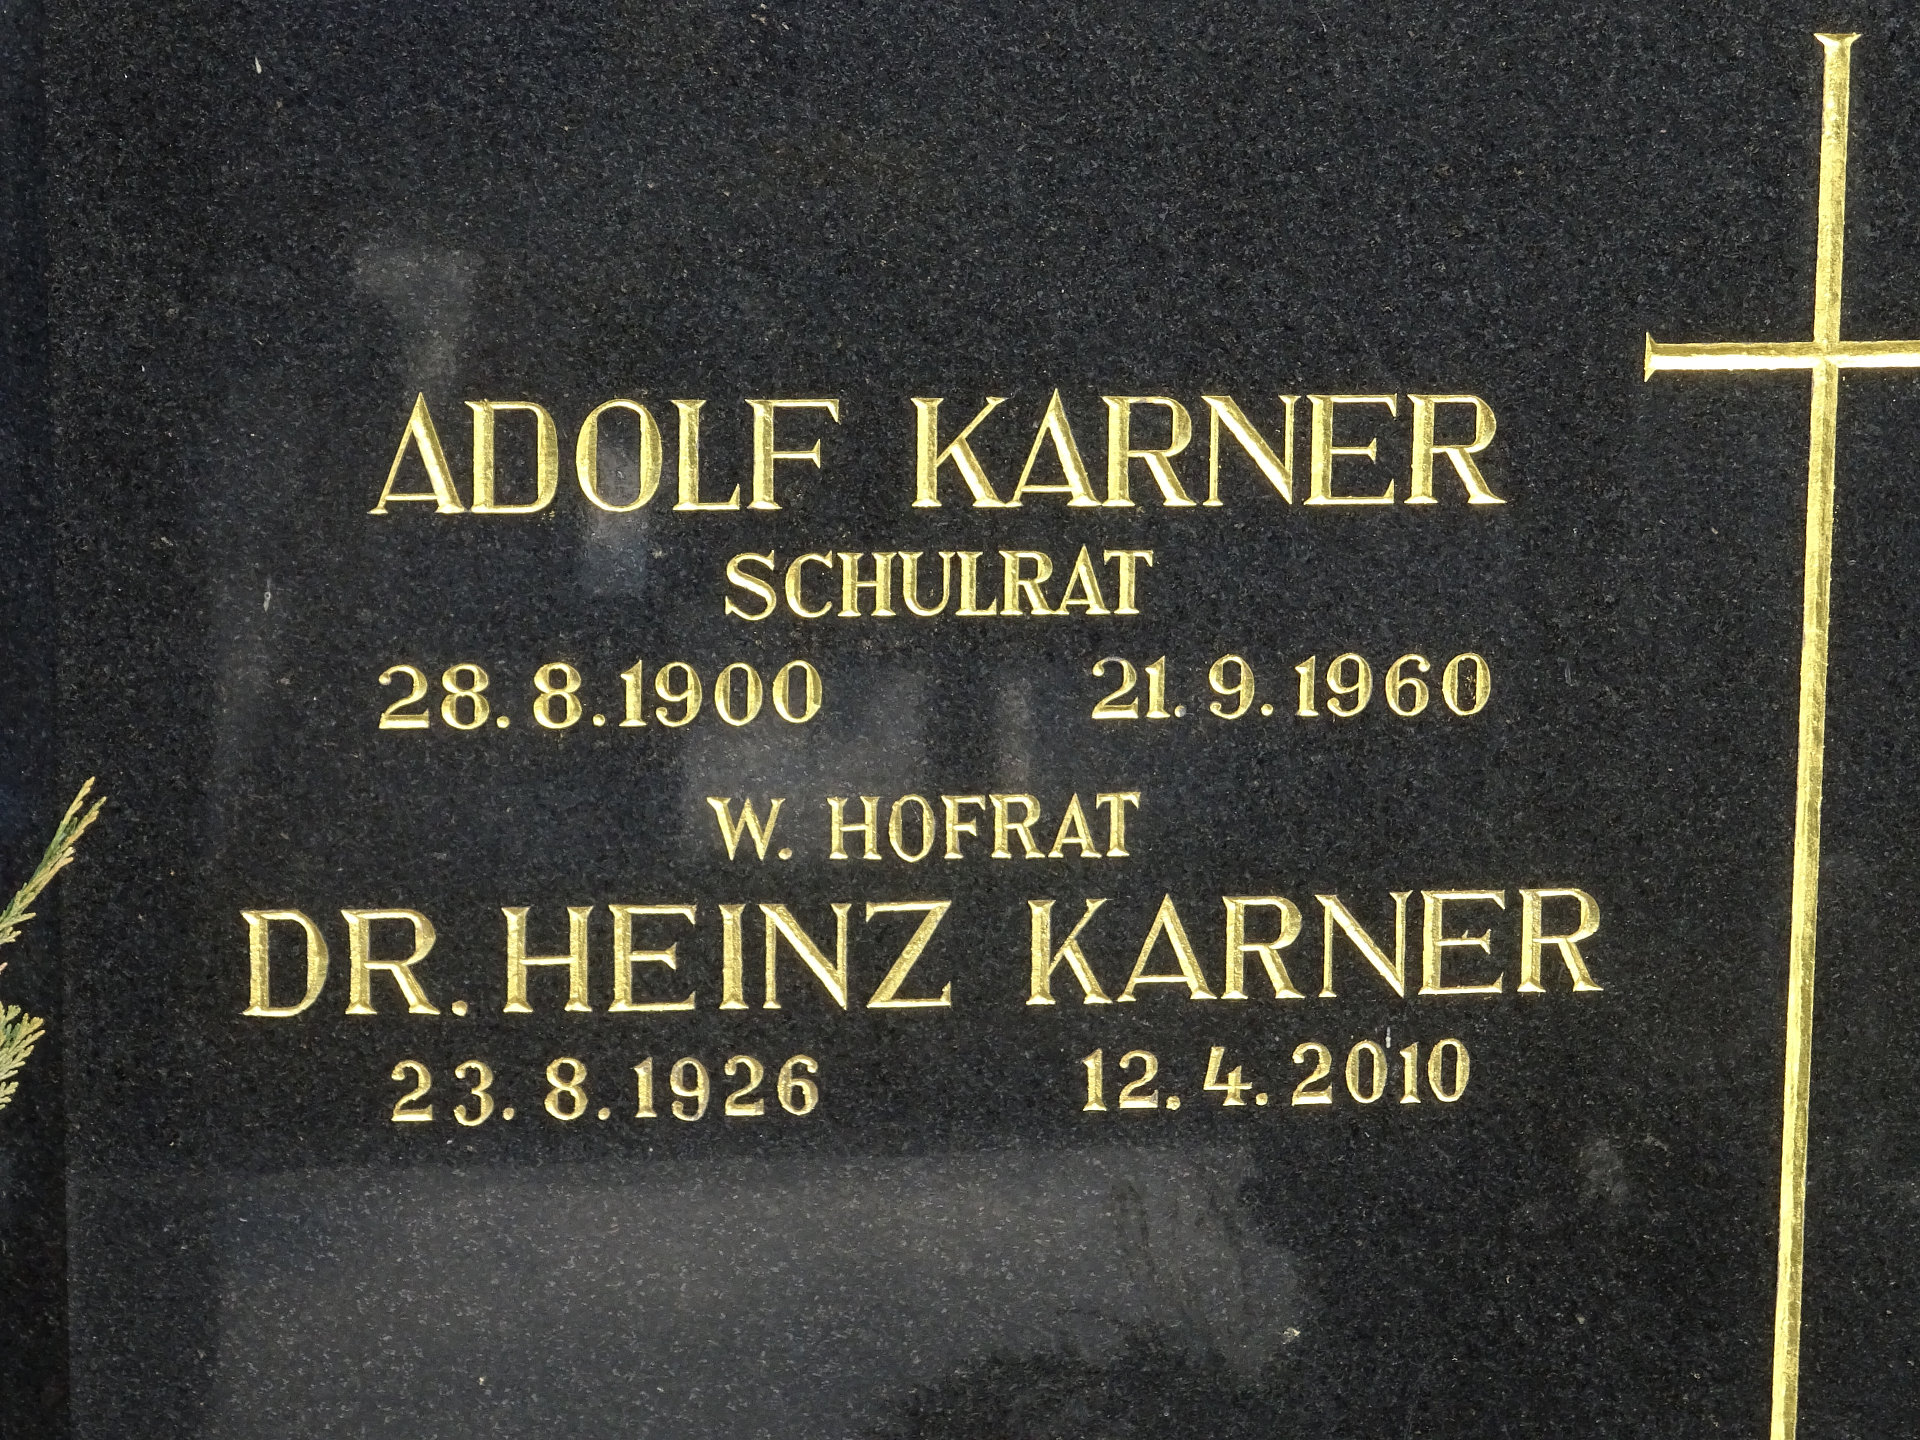 ADOLF KARNER
SCHULRAT
28.8.1900 21.9.1960
W. HOFRAT
DR. HEINZ KARNER
23.8.1926 12.4.2010